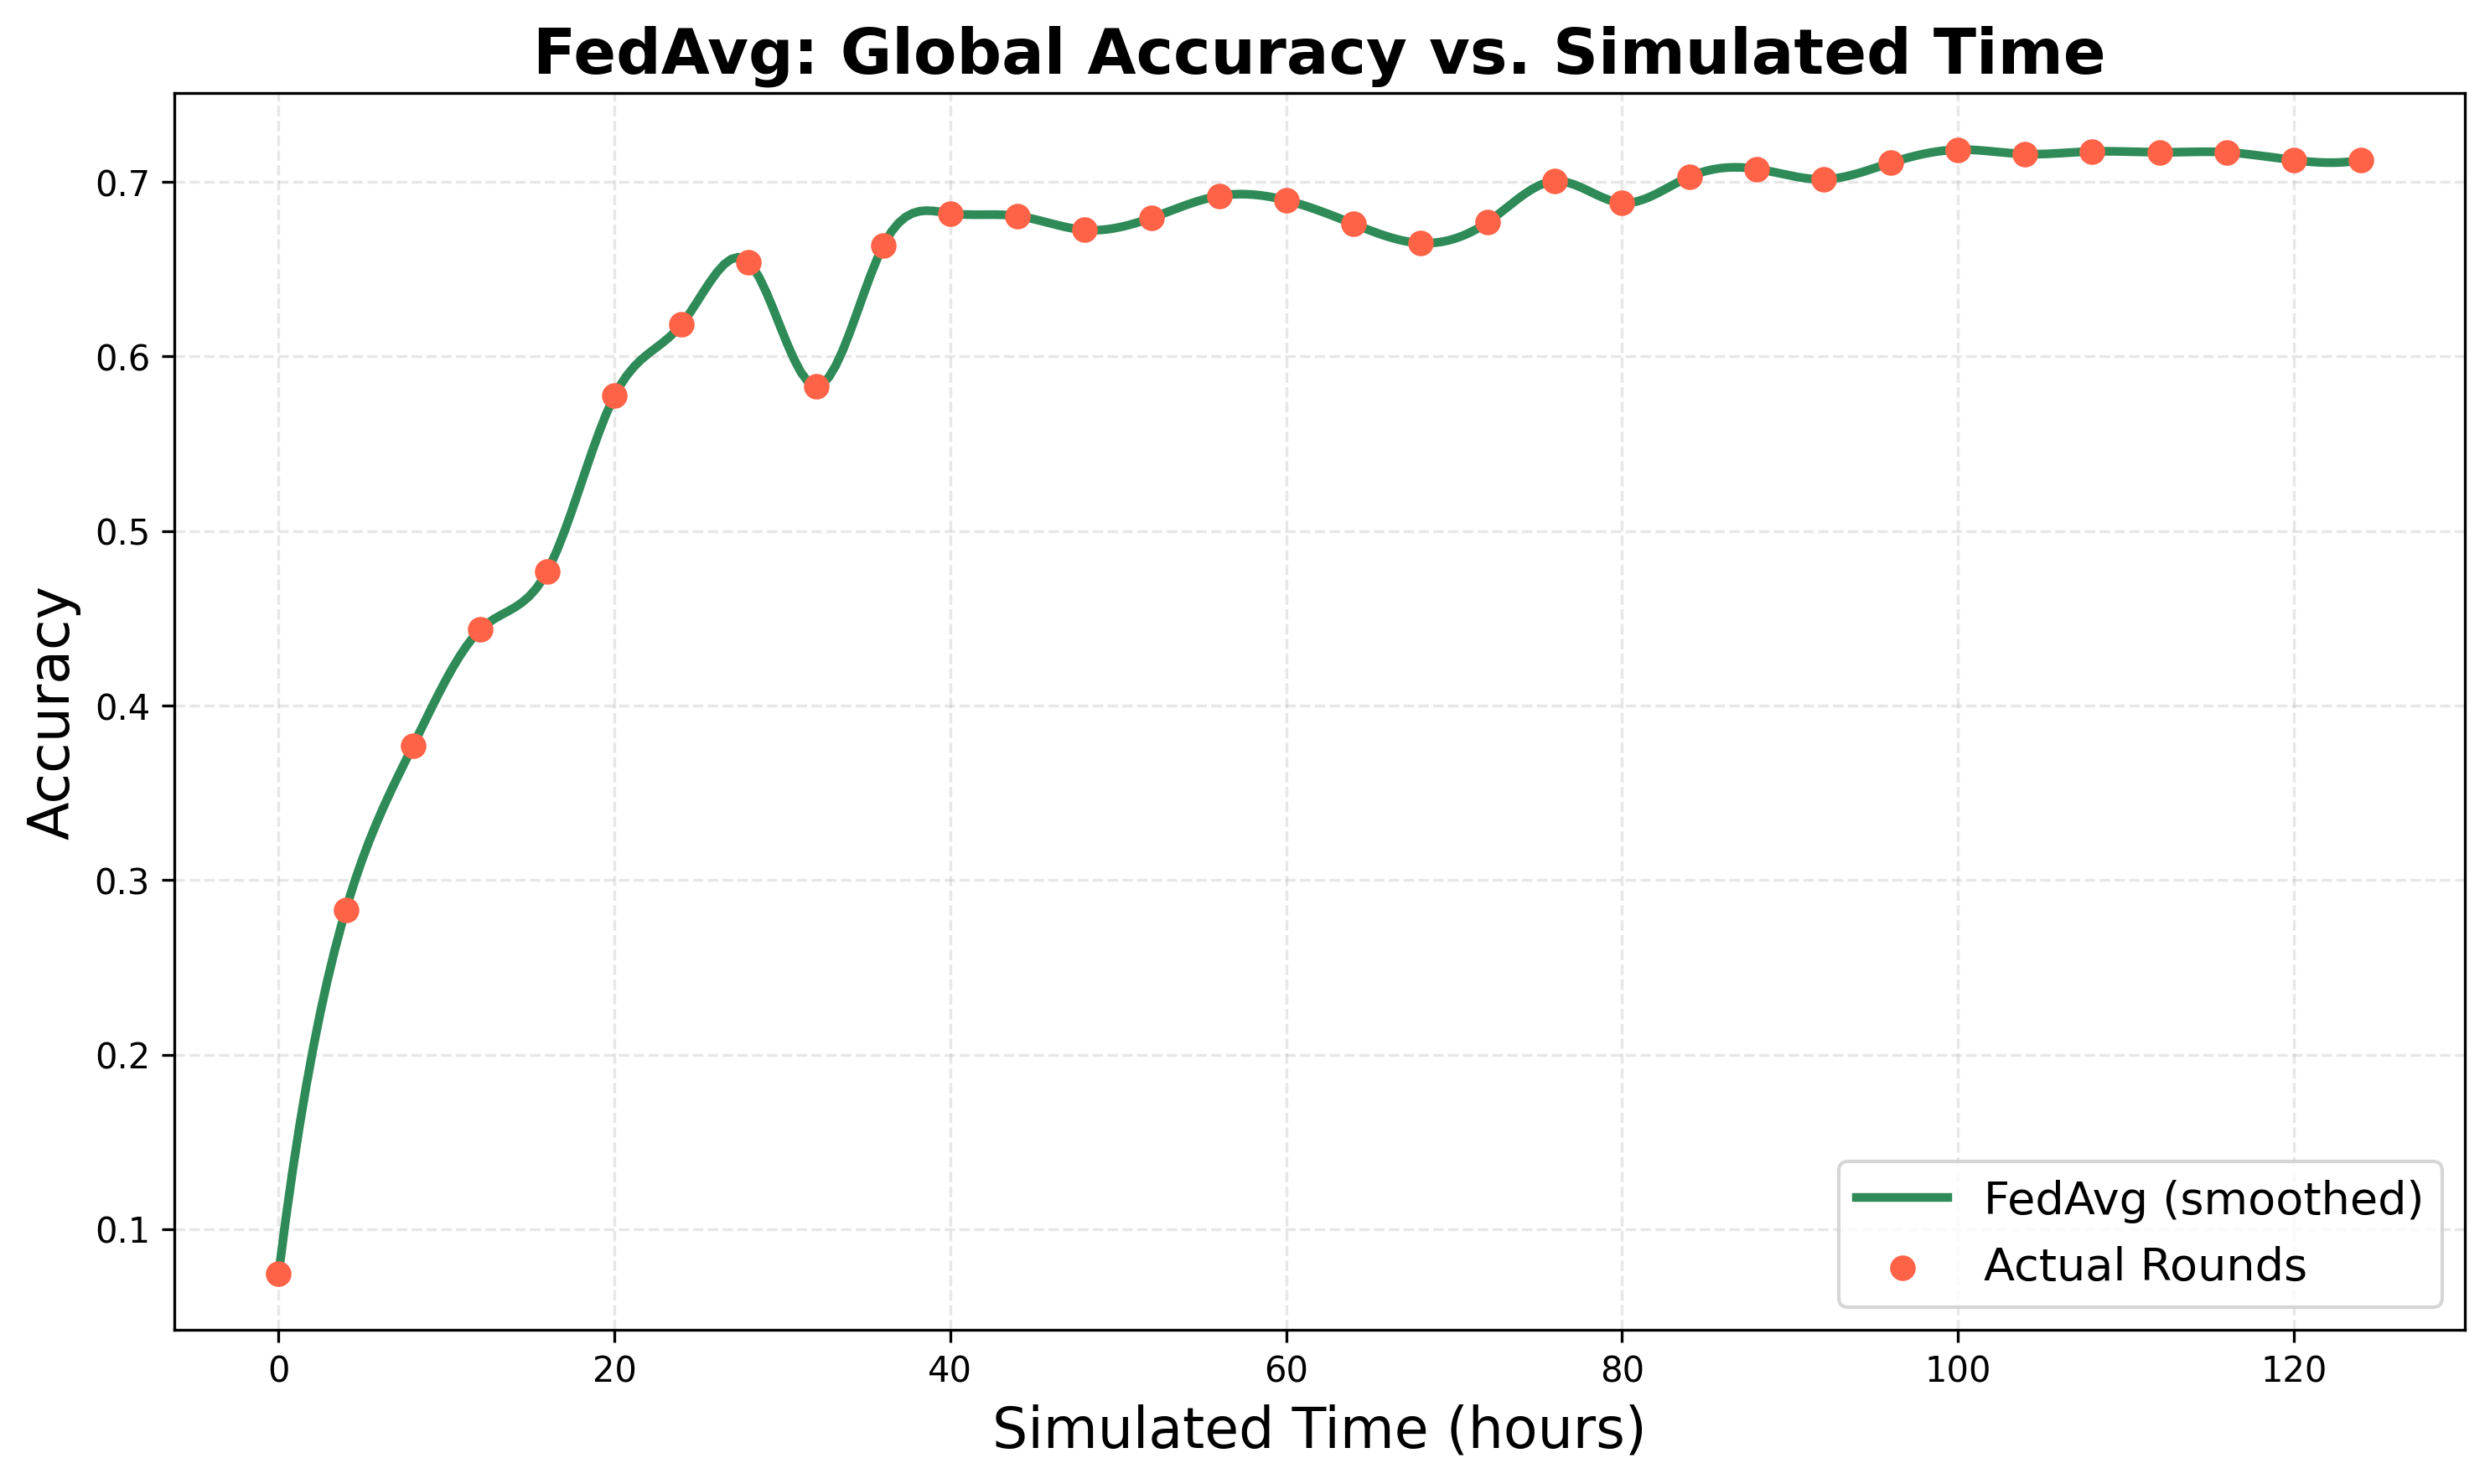 FedAvg: Global Accuracy vs. Simulated Time
Accuracy
0.7
0.6
0.5
0.4
0.3
0.2
0.1
0 20 40 60 80 100 120
Simulated Time (hours)
FedAvg (smoothed)
Actual Rounds